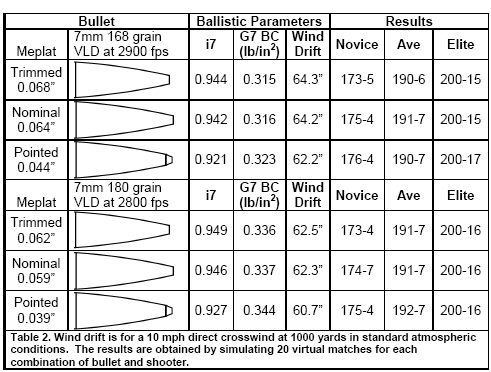 Bullet Ballistic Parameters Results
Meplat 7mm 168 grain VLD at 2900 fps i7 G7 BC (lb/in²) Wind Drift Novice Ave Elite
Trimmed 0.068” 0.944 0.315 64.3” 173-5 190-6 200-15
Nominal 0.064” 0.942 0.316 64.2” 175-4 191-7 200-15
Pointed 0.044” 0.921 0.323 62.2” 176-4 190-7 200-17
Meplat 7mm 180 grain VLD at 2800 fps i7 G7 BC (lb/in²) Wind Drift Novice Ave Elite
Trimmed 0.062” 0.949 0.336 62.5” 173-4 191-7 200-16
Nominal 0.059” 0.946 0.337 62.3” 174-7 191-7 200-16
Pointed 0.039” 0.927 0.344 60.7” 175-4 192-7 200-16
Table 2. Wind drift is for a 10 mph direct crosswind at 1000 yards in standard atmospheric
conditions. The results are obtained by simulating 20 virtual matches for each
combination of bullet and shooter.